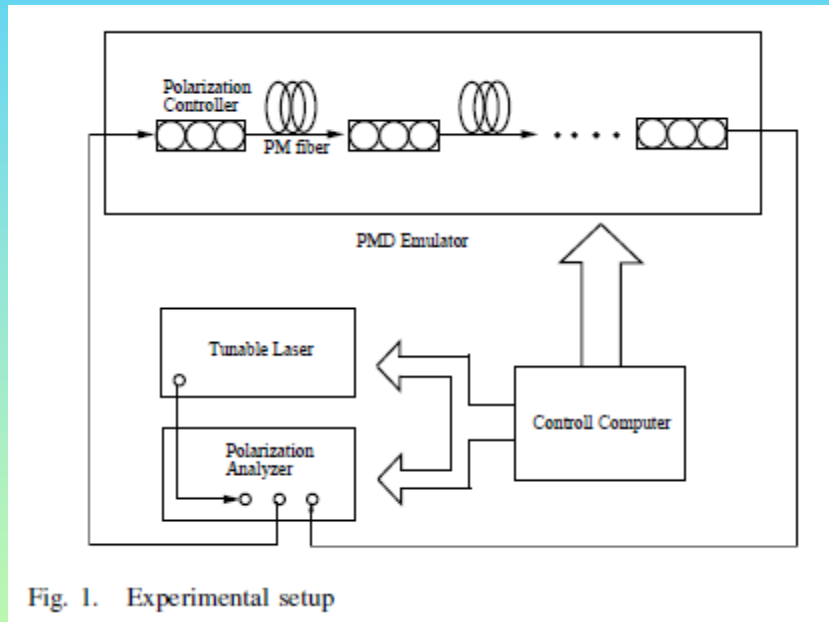 Polarization
Controller
PM fiber
PMD Emulator
Tunable Laser
Controll Computer
Polarization
Analyzer
Fig. 1. Experimental setup